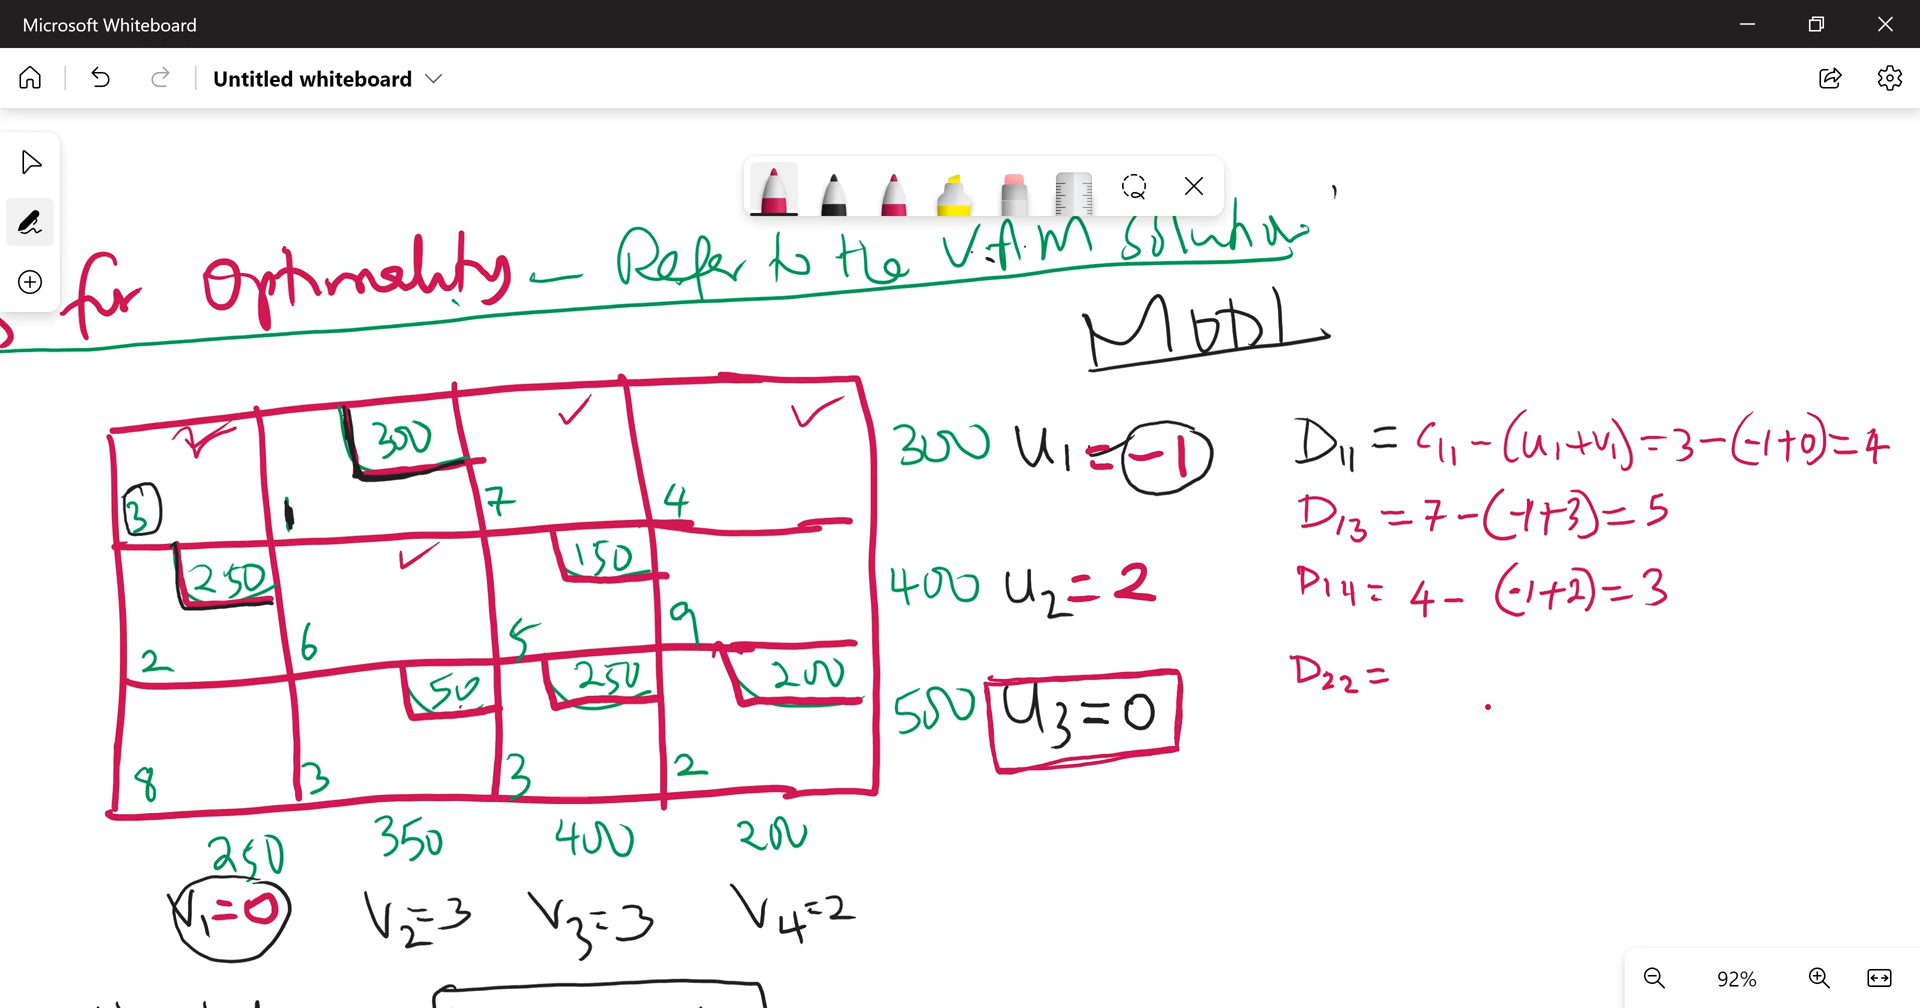 Microsoft Whiteboard
Untitled whiteboard
for Optimality - Refer to the V.A.M Solution
MODI
300
3 1 7 4
300 U1 = -1
D11 = C11 - (U1+V1) = 3 - (-1+0) = 4
D13 = 7 - (-1+3) = 5
250 150
2 6 5 9
400 U2 = 2
D14 = 4 - (-1+2) = 3
50 250 200
8 3 3 2
500 U3 = 0
D22 =
250 350 400 200
V1 = 0 V2 = 3 V3 = 3 V4 = 2
92%